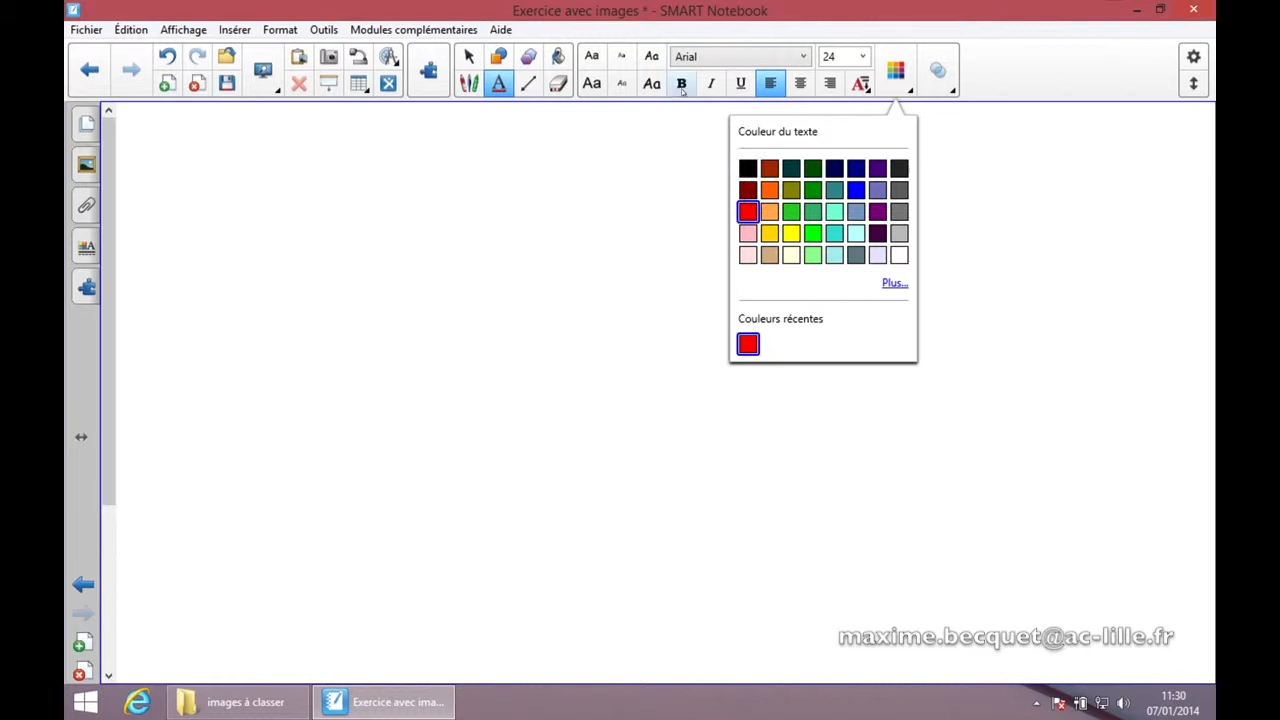 Exercice avec images * - SMART Notebook
Fichier Édition Affichage Insérer Format Outils Modules complémentaires Aide
Aa Aa Aa Arial 24
A Aa Aa Aa B I U A
Couleur du texte
Plus...
Couleurs récentes
maxime.becquet@ac-lille.fr
images à classer
Exercice avec ima...
11:30
07/01/2014